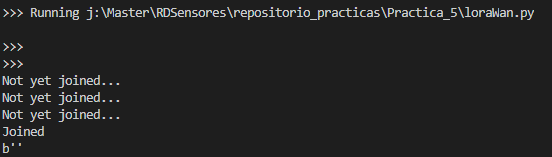 >>> Running j:\Master\RDSensores\repositorio_practicas\Practica_5\loraWan.py
>>>
>>>
Not yet joined...
Not yet joined...
Not yet joined...
Joined
b''